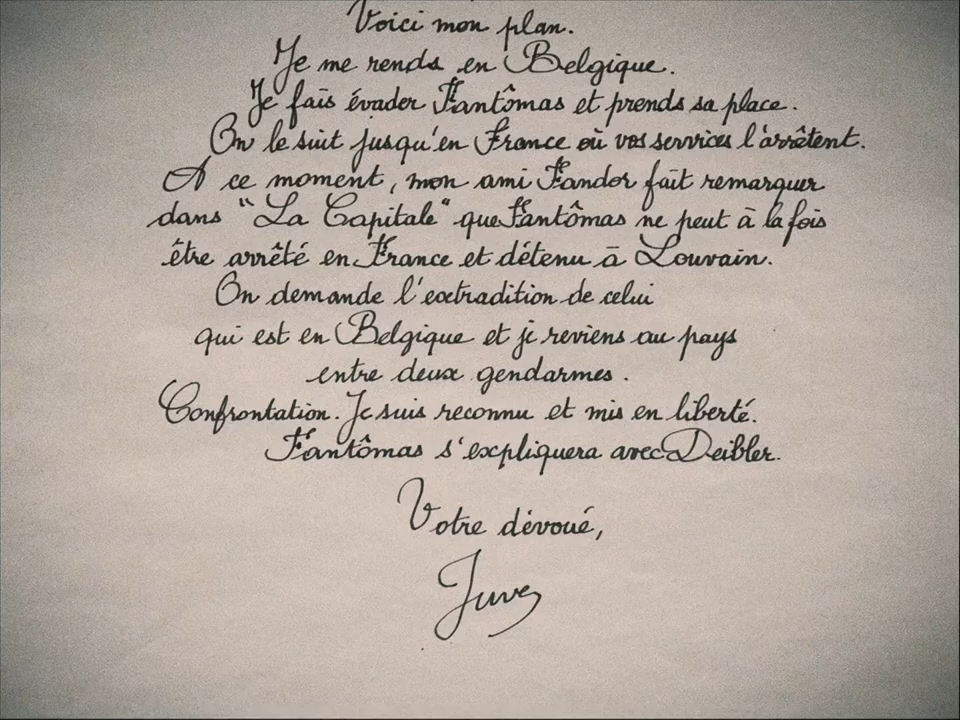 Voici mon plan.
Je me rends en Belgique.
Je fais évader Fantômas et prends sa place.
On le suit jusqu'en France où vos services l'arrêtent.
A ce moment, mon ami Fandor fait remarquer
dans "La Capitale" que Fantômas ne peut à la fois
être arrêté en France et détenu à Louvain.
On demande l'extradition de celui
qui est en Belgique et je reviens au pays
entre deux gendarmes.
Confrontation. Je suis reconnu et mis en liberté.
Fantômas s'expliquera avec Deibler.
Votre dévoué,
Juve